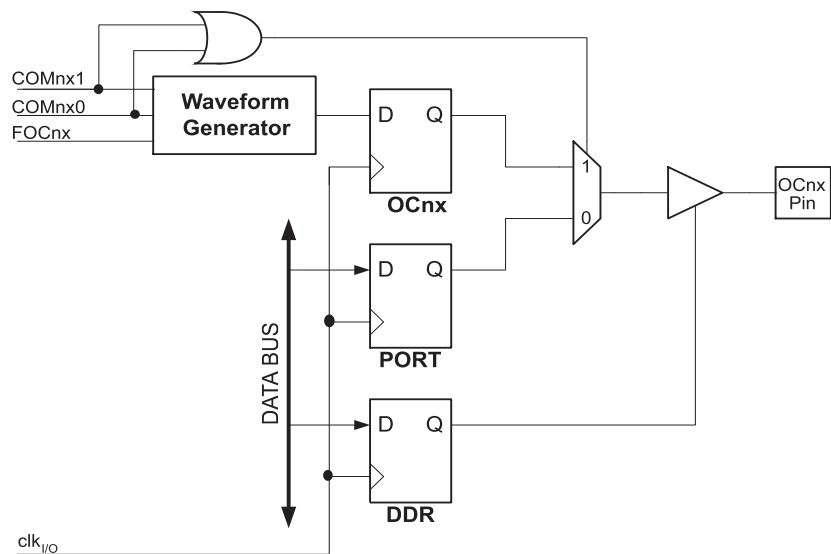 COMnx1
COMnx0
FOCnx
Waveform
Generator
D Q
OCnx
1
0
OCnx
Pin
D Q
PORT
DATA BUS
D Q
DDR
clkI/O